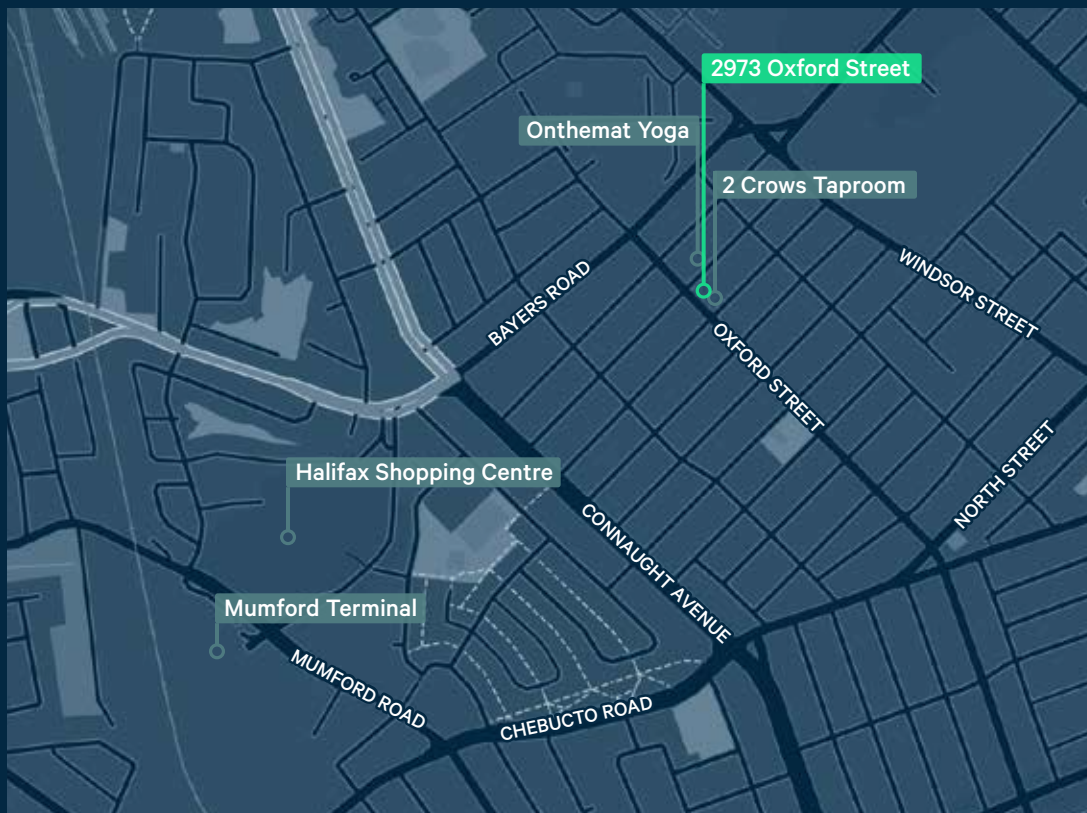 2973 Oxford Street
Onthemat Yoga
2 Crows Taproom
WINDSOR STREET
BAYERS ROAD
OXFORD STREET
NORTH STREET
Halifax Shopping Centre
CONNAUGHT AVENUE
Mumford Terminal
MUMFORD ROAD
CHEBUCTO ROAD